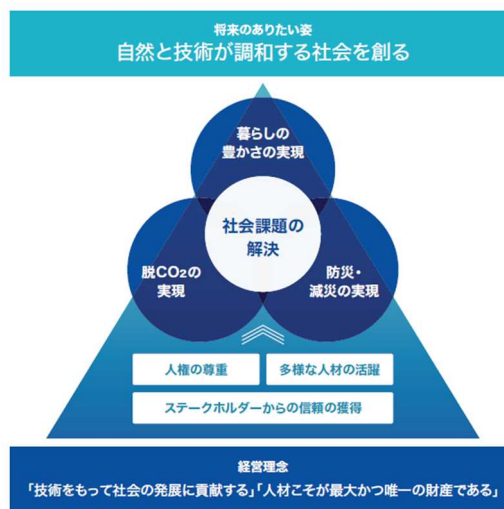 将来のありたい姿
自然と技術が調和する社会を創る
暮らしの
豊かさの実現
社会課題の
解決
脱CO₂の
実現
防災・
減災の実現
人権の尊重
多様な人材の活躍
ステークホルダーからの信頼の獲得
経営理念
「技術をもって社会の発展に貢献する」「人材こそが最大かつ唯一の財産である」